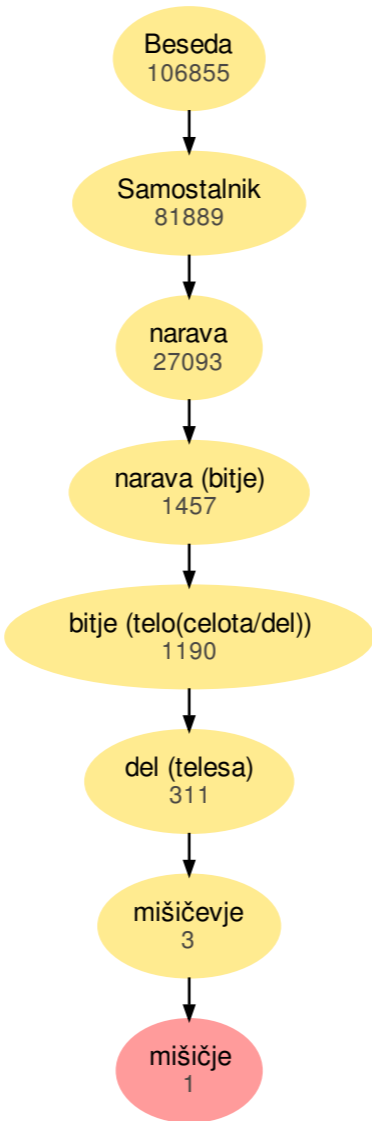 Beseda
106855
Samostalnik
81889
narava
27093
narava (bitje)
1457
bitje (telo(celota/del))
1190
del (telesa)
311
mišičevje
3
mišičje
1